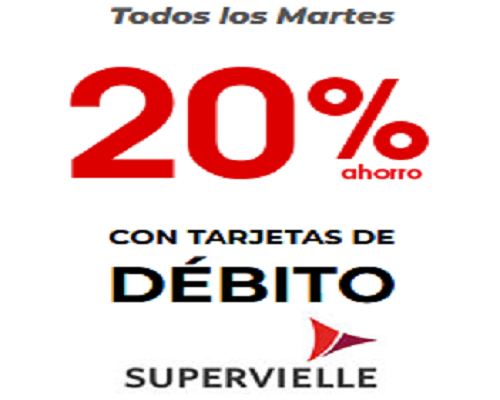 Todos los Martes
20%
ahorro
CON TARJETAS DE
DÉBITO
SUPERVIELLE